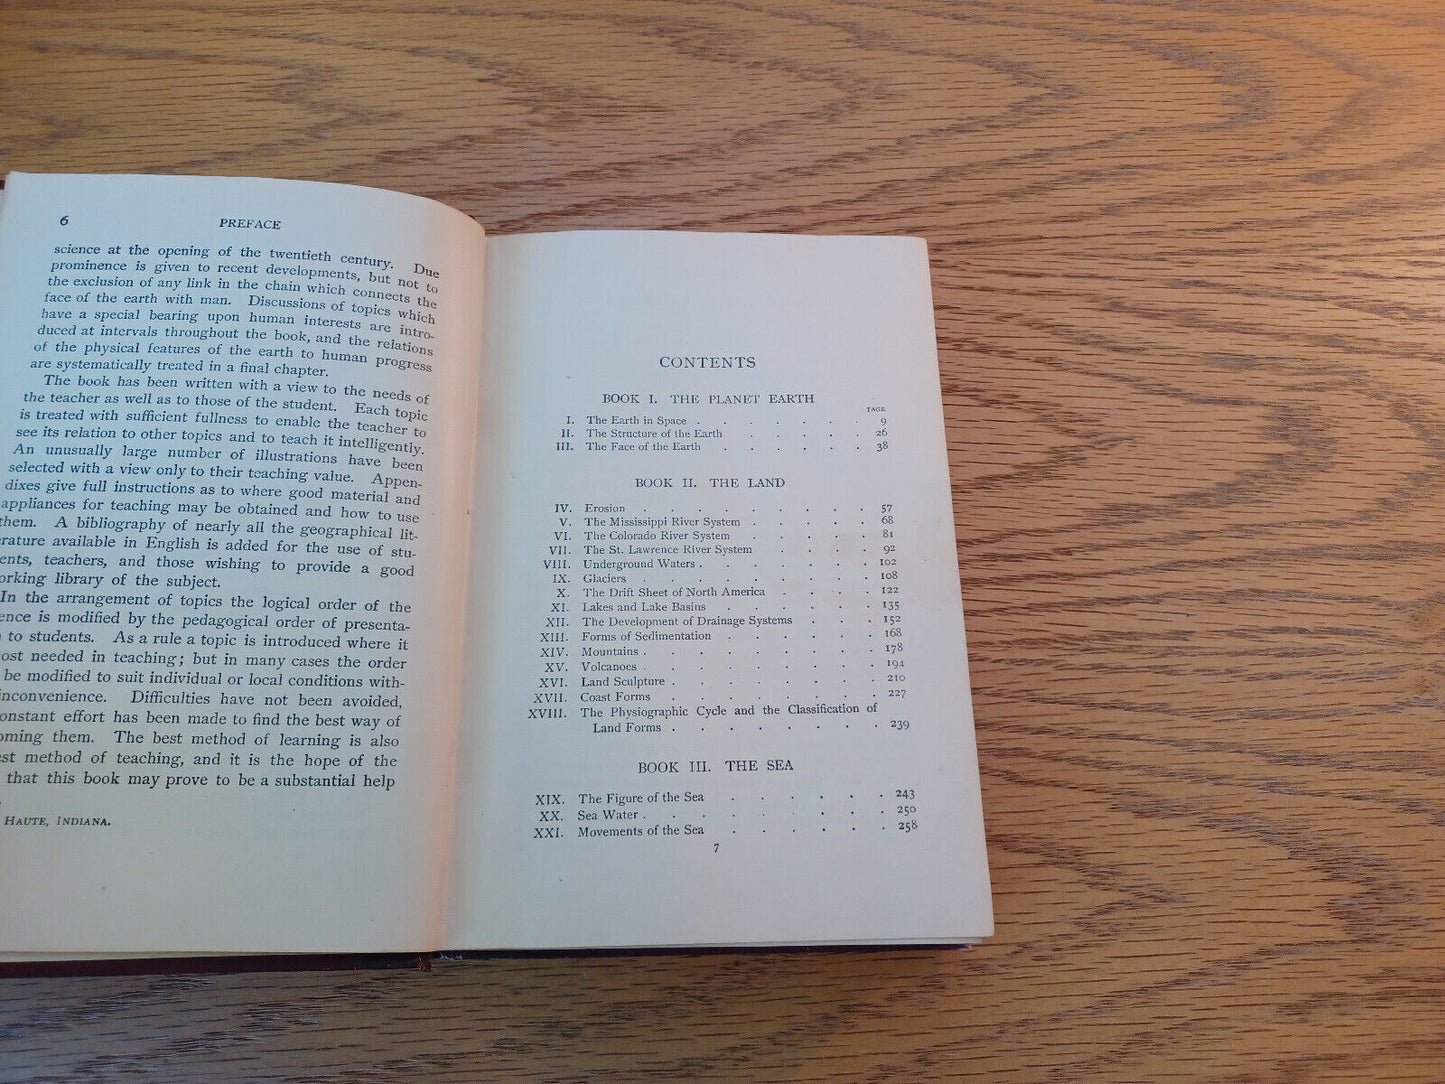 6 PREFACE
science at the opening of the twentieth century. Due
prominence is given to recent developments, but not to
the exclusion of any link in the chain which connects the
face of the earth with man. Discussions of topics which
have a special bearing upon human interests are intro-
duced at intervals throughout the book, and the relations
of the physical features of the earth to human progress
are systematically treated in a final chapter.
The book has been written with a view to the needs of
the teacher as well as to those of the student. Each topic
is treated with sufficient fullness to enable the teacher to
see its relation to other topics and to teach it intelligently.
An unusually large number of illustrations have been
selected with a view only to their teaching value. Appen-
dixes give full instructions as to where good material and
appliances for teaching may be obtained and how to use
them. A bibliography of nearly all the geographical lit-
erature available in English is added for the use of stu-
ents, teachers, and those wishing to provide a good
orking library of the subject.
In the arrangement of topics the logical order of the
ence is modified by the pedagogical order of presenta-
to students. As a rule a topic is introduced where it
ost needed in teaching; but in many cases the order
be modified to suit individual or local conditions with-
inconvenience. Difficulties have not been avoided,
onstant effort has been made to find the best way of
oming them. The best method of learning is also
est method of teaching, and it is the hope of the
that this book may prove to be a substantial help
HAUTE, INDIANA.
CONTENTS
BOOK I. THE PLANET EARTH
PAGE
I. The Earth in Space . . . . . . . 9
II. The Structure of the Earth . . . . . 26
III. The Face of the Earth . . . . . . 38
BOOK II. THE LAND
IV. Erosion . . . . . . . . . 57
V. The Mississippi River System . . . . . 68
VI. The Colorado River System . . . . . 81
VII. The St. Lawrence River System . . . . 92
VIII. Underground Waters . . . . . . . 102
IX. Glaciers . . . . . . . . . 108
X. The Drift Sheet of North America . . . . 122
XI. Lakes and Lake Basins . . . . . . 135
XII. The Development of Drainage Systems . . . 152
XIII. Forms of Sedimentation . . . . . . 168
XIV. Mountains . . . . . . . . . 178
XV. Volcanoes . . . . . . . . . 194
XVI. Land Sculpture . . . . . . . . 210
XVII. Coast Forms . . . . . . . . 227
XVIII. The Physiographic Cycle and the Classification of
Land Forms . . . . . . . . 239
BOOK III. THE SEA
XIX. The Figure of the Sea . . . . . . 243
XX. Sea Water . . . . . . . . . 250
XXI. Movements of the Sea . . . . . . 258
7